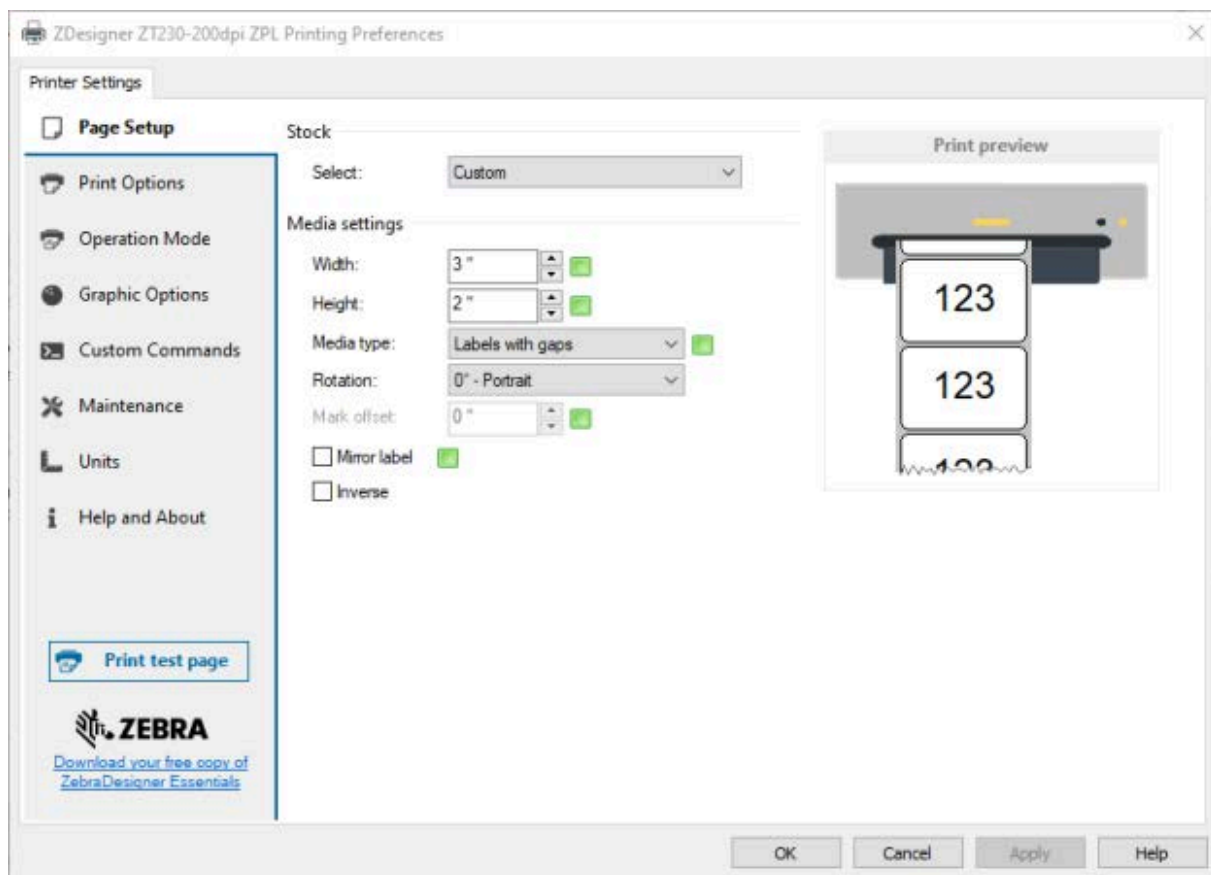 ZDesigner ZT230-200dpi ZPL Printing Preferences
Printer Settings
Page Setup
Print Options
Operation Mode
Graphic Options
Custom Commands
Maintenance
Units
Help and About
Print test page
ZEBRA
Download your free copy of
ZebraDesigner Essentials
Stock
Select: Custom
Media settings
Width: 3 "
Height: 2 "
Media type: Labels with gaps
Rotation: 0° - Portrait
Mark offset: 0 "
Mirror label
Inverse
Print preview
123
123
123
OK Cancel Apply Help